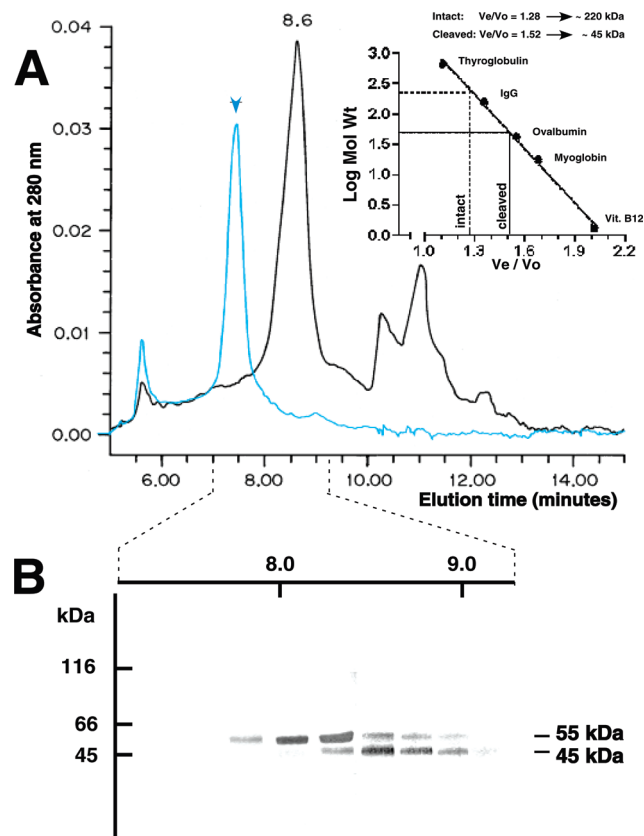 Intact: Ve/Vo = 1.28 → ~ 220 kDa
Cleaved: Ve/Vo = 1.52 → ~ 45 kDa
A
8.6
Absorbance at 280 nm
0.04
0.03
0.02
0.01
0.00
6.00 8.00 10.00 12.00 14.00
Elution time (minutes)
Log Mol Wt
3.0
2.5
2.0
1.5
1.0
0.5
0.0
Thyroglobulin
IgG
Ovalbumin
Myoglobin
Vit. B12
intact
cleaved
1.0 1.3 1.6 1.9 2.2
Ve / Vo
B
8.0 9.0
kDa
116
66
45
55 kDa
45 kDa